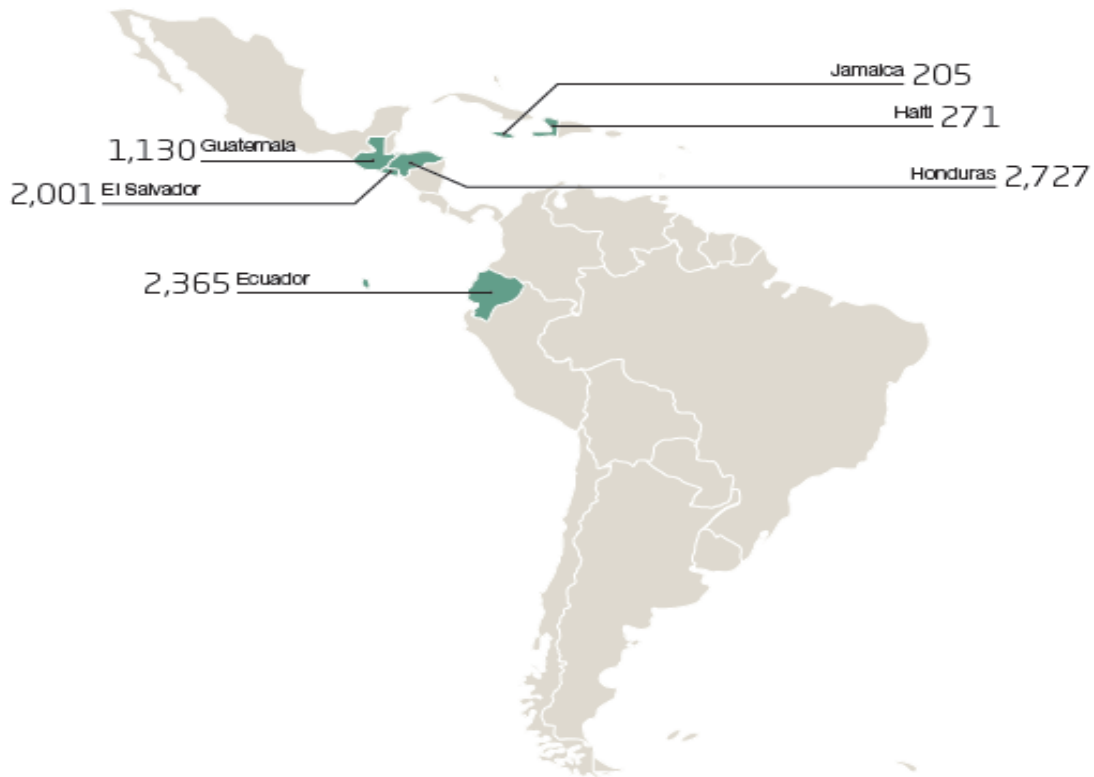 Jamaica 205
Haiti 271
1,130 Guatemala
Honduras 2,727
2,001 El Salvador
2,365 Ecuador